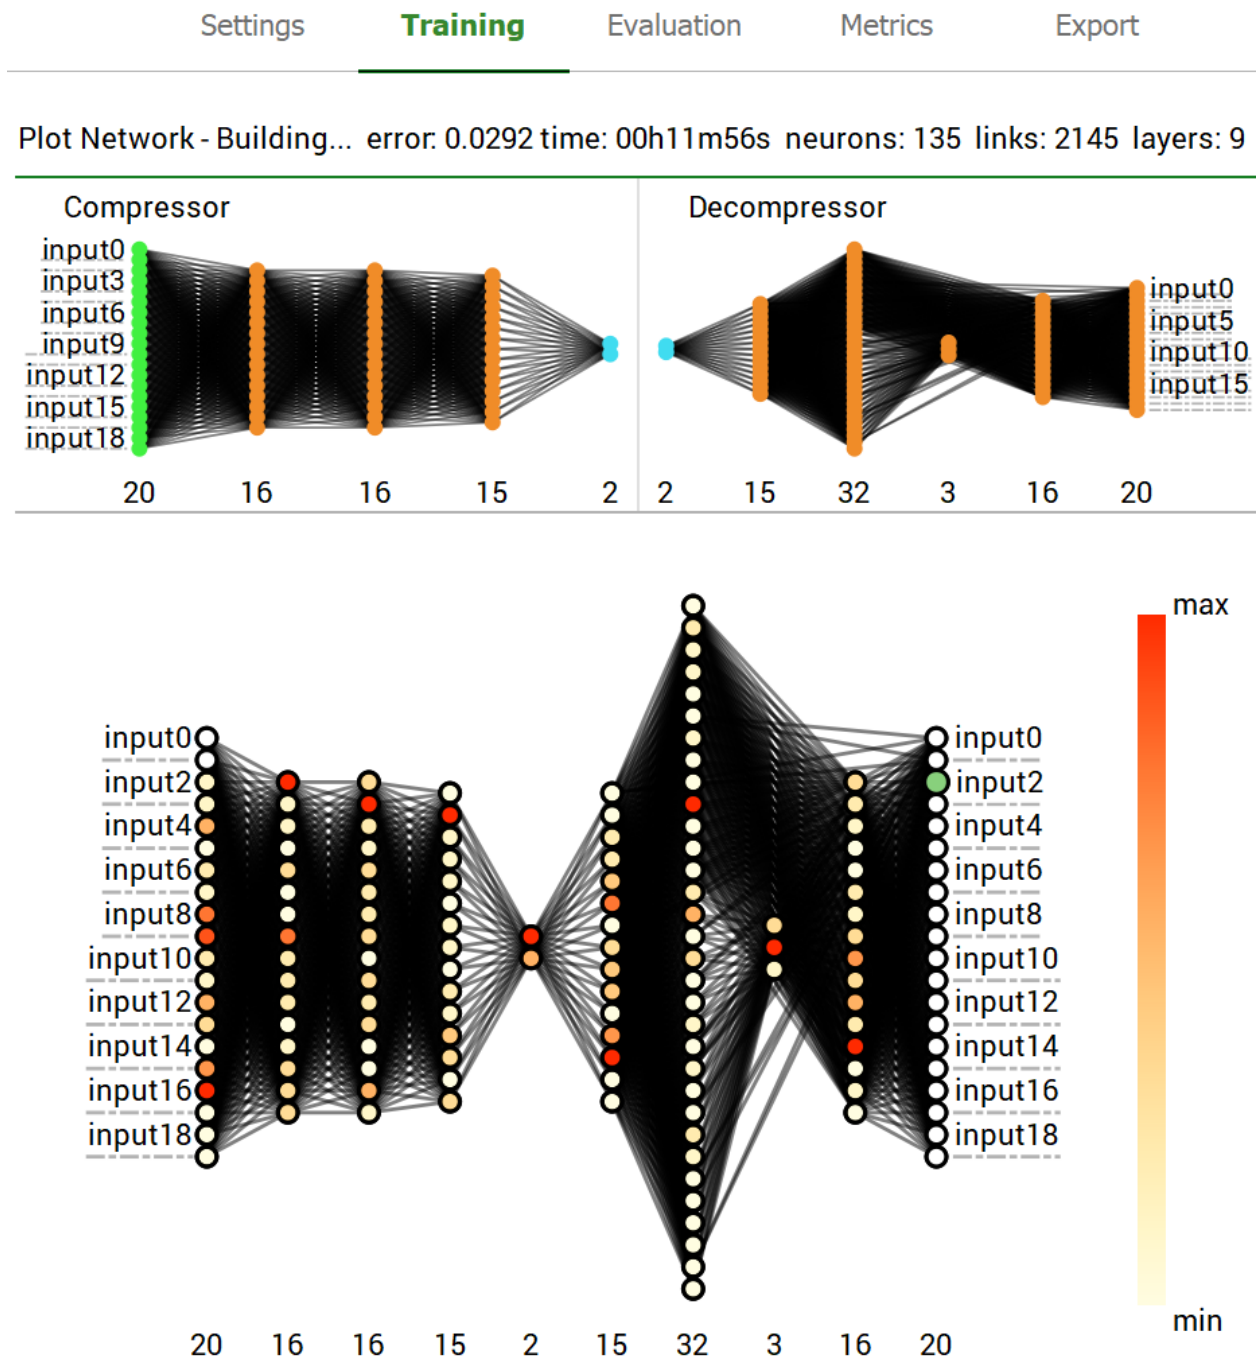 Settings Training Evaluation Metrics Export
Plot Network - Building... error: 0.0292 time: 00h11m56s neurons: 135 links: 2145 layers: 9
Compressor
Decompressor
input0
input3
input6
input9
input12
input15
input18
input0
input5
input10
input15
20 16 16 15 2 2 15 32 3 16 20
max
input0 input0
input2 input2
input4 input4
input6 input6
input8 input8
input10 input10
input12 input12
input14 input14
input16 input16
input18 input18
min
20 16 16 15 2 15 32 3 16 20